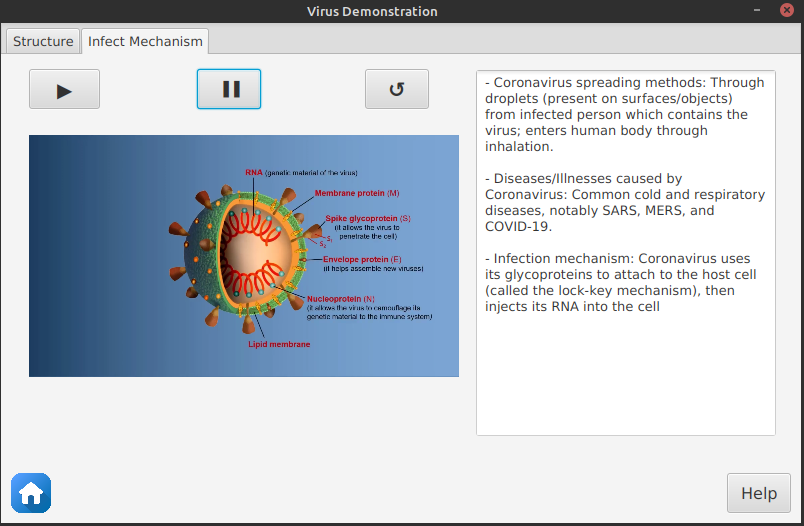 Virus Demonstration
Structure
Infect Mechanism
RNA (genetic material of the virus)
Membrane protein (M)
Spike glycoprotein (S)
(it allows the virus to
penetrate the cell)
S1
S2
Envelope protein (E)
(it helps assemble new viruses)
Nucleoprotein (N)
(it allows the virus to camouflage its
genetic material to the immune system)
Lipid membrane
- Coronavirus spreading methods: Through
droplets (present on surfaces/objects)
from infected person which contains the
virus; enters human body through
inhalation.
- Diseases/Illnesses caused by
Coronavirus: Common cold and respiratory
diseases, notably SARS, MERS, and
COVID-19.
- Infection mechanism: Coronavirus uses
its glycoproteins to attach to the host cell
(called the lock-key mechanism), then
injects its RNA into the cell
Help